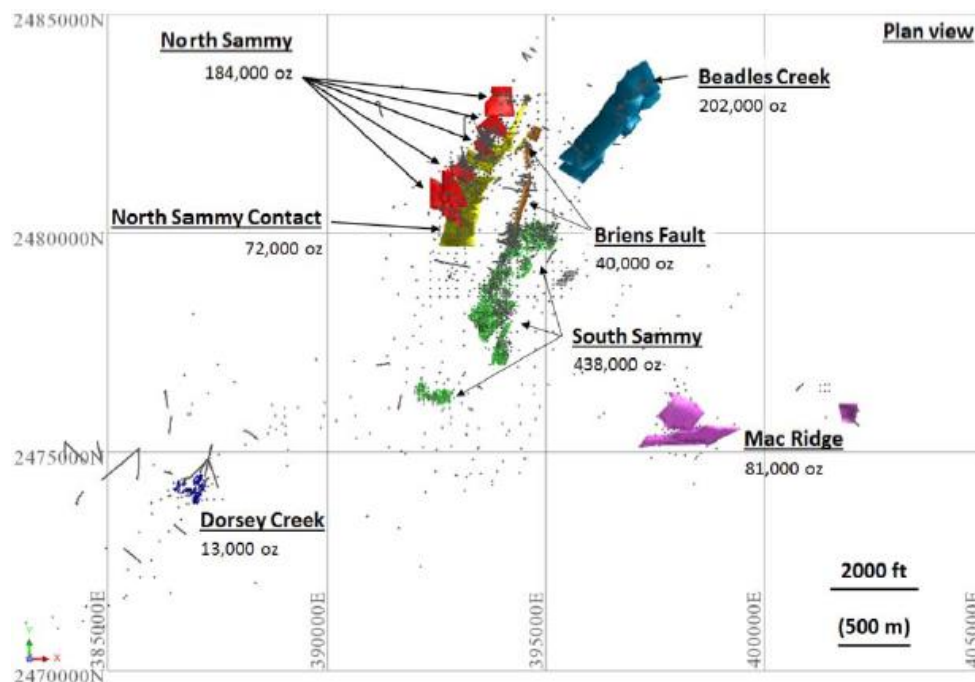 2485000N
North Sammy
184,000 oz
Plan view
Beadles Creek
202,000 oz
North Sammy Contact
72,000 oz
2480000N
Briens Fault
40,000 oz
South Sammy
438,000 oz
2475000N
Mac Ridge
81,000 oz
Dorsey Creek
13,000 oz
2000 ft
(500 m)
385000E
390000E
395000E
400000E
405000E
Y
X
2470000N